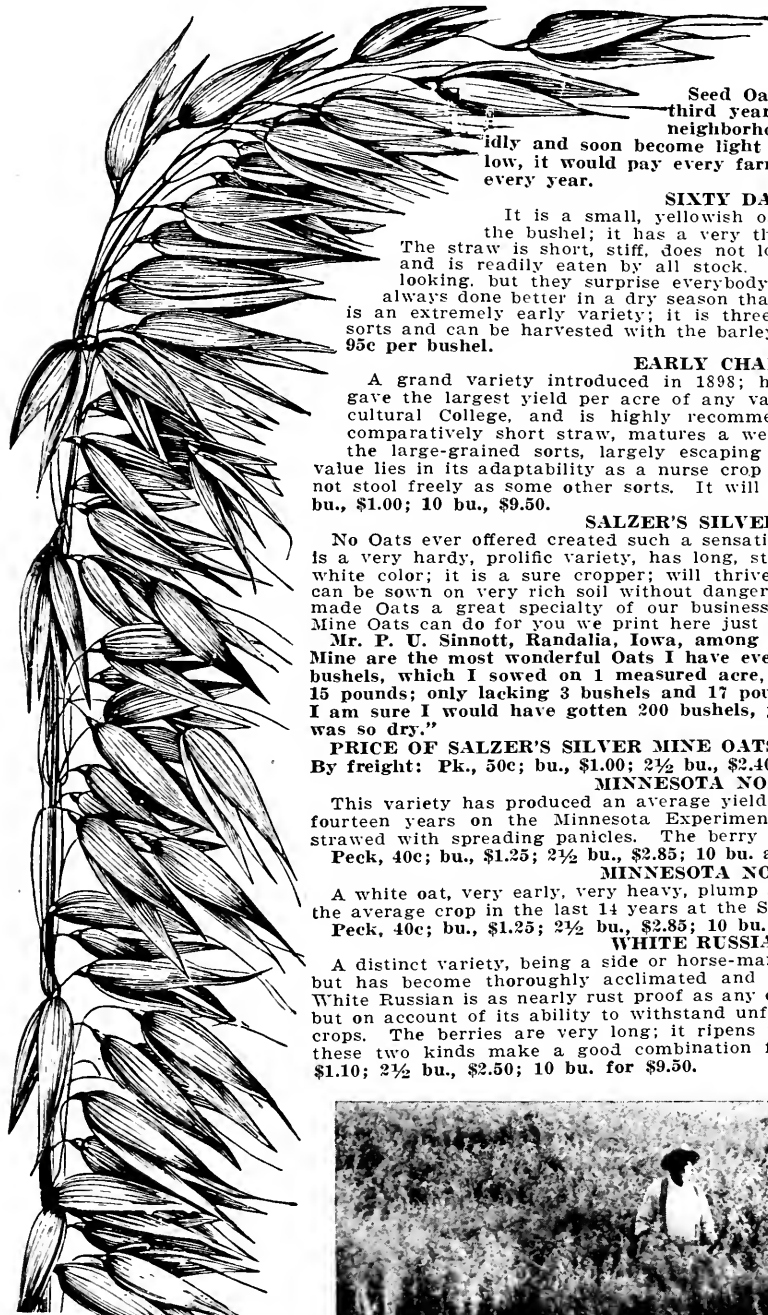 Seed Oa
third year
neighborho
idly and soon become light
low, it would pay every farm
every year.
SIXTY DA
It is a small, yellowish o
the bushel; it has a very th
The straw is short, stiff, does not lo
and is readily eaten by all stock.
looking, but they surprise everybody
always done better in a dry season tha
is an extremely early variety; it is three
sorts and can be harvested with the barley
95c per bushel.
EARLY CHA
A grand variety introduced in 1898; h
gave the largest yield per acre of any va
cultural College, and is highly recomme
comparatively short straw, matures a we
the large-grained sorts, largely escaping
value lies in its adaptability as a nurse crop
not stool freely as some other sorts. It will
bu., $1.00; 10 bu., $9.50.
SALZER'S SILVER
No Oats ever offered created such a sensati
is a very hardy, prolific variety, has long, st
white color; it is a sure cropper; will thrive
can be sown on very rich soil without danger
made Oats a great specialty of our business
Mine Oats can do for you we print here just
Mr. P. U. Sinnott, Randalia, Iowa, among
Mine are the most wonderful Oats I have eve
bushels, which I sowed on 1 measured acre,
15 pounds; only lacking 3 bushels and 17 pou
I am sure I would have gotten 200 bushels,
was so dry."
PRICE OF SALZER'S SILVER MINE OATS
By freight: Pk., 50c; bu., $1.00; 2½ bu., $2.40
MINNESOTA NO
This variety has produced an average yield
fourteen years on the Minnesota Experimen
strawed with spreading panicles. The berry
Peck, 40c; bu., $1.25; 2½ bu., $2.85; 10 bu. a
MINNESOTA NO
A white oat, very early, very heavy, plump
the average crop in the last 14 years at the S
Peck, 40c; bu., $1.25; 2½ bu., $2.85; 10 bu.
WHITE RUSSIA
A distinct variety, being a side or horse-ma
but has become thoroughly acclimated and
White Russian is as nearly rust proof as any
but on account of its ability to withstand unf
crops. The berries are very long; it ripens
these two kinds make a good combination f
$1.10; 2½ bu., $2.50; 10 bu. for $9.50.